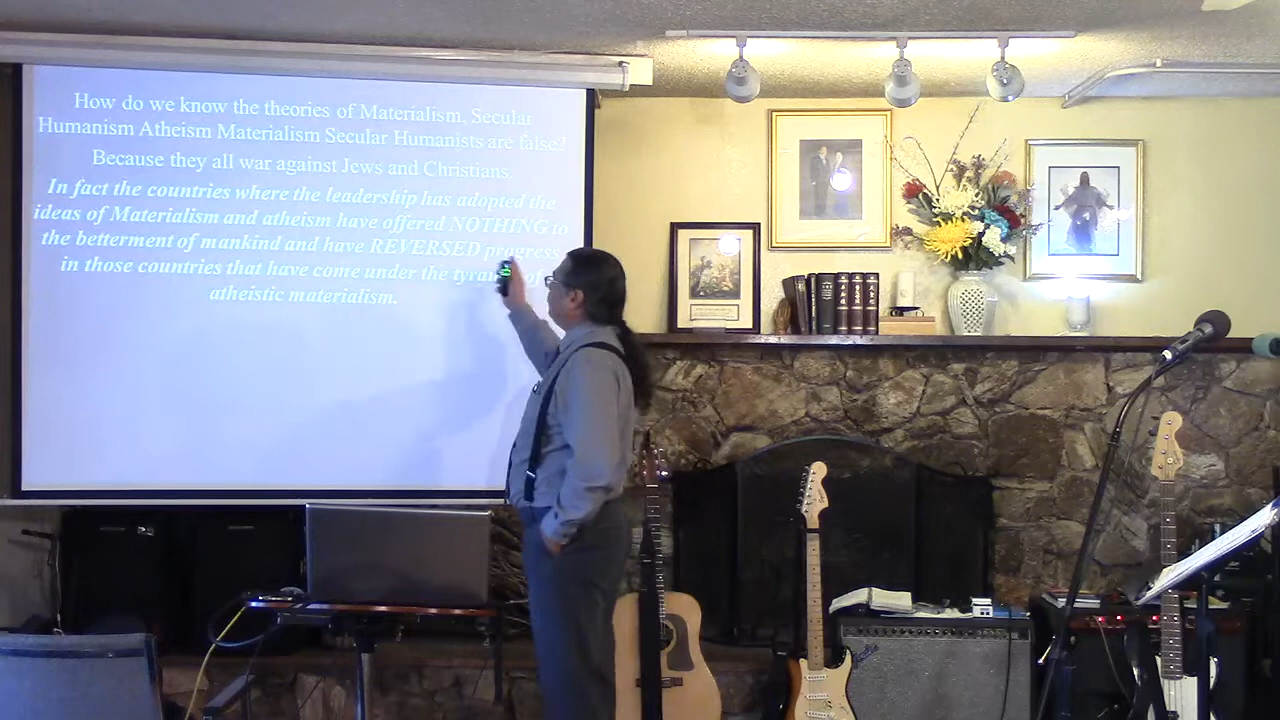 How do we know the theories of Materialism, Secular
Humanism Atheism Materialism Secular Humanists are false?
Because they all war against Jews and Christians.
In fact the countries where the leadership has adopted the
ideas of Materialism and atheism have offered NOTHING to
the betterment of mankind and have REVERSED progress
in those countries that have come under the tyranny of
atheistic materialism.